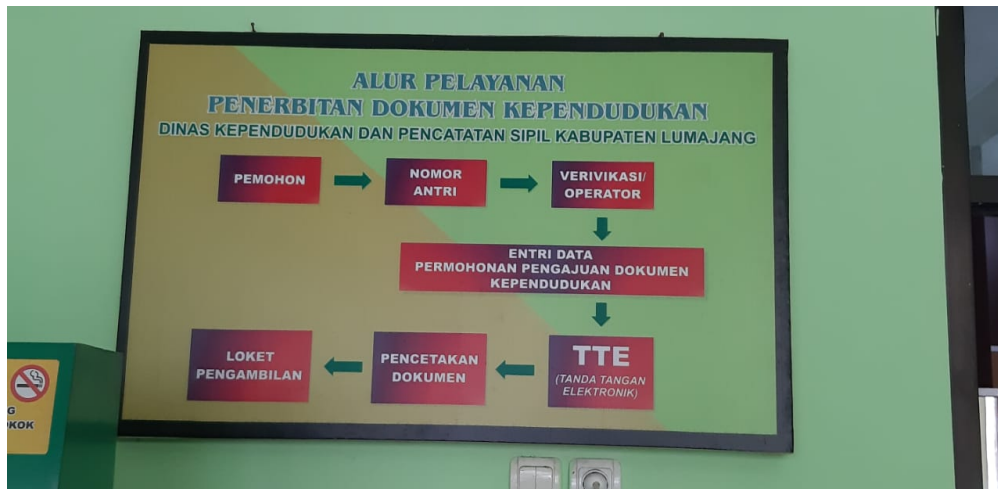 ALUR PELAYANAN
PENERBITAN DOKUMEN KEPENDUDUKAN
DINAS KEPENDUDUKAN DAN PENCATATAN SIPIL KABUPATEN LUMAJANG
PEMOHON
NOMOR
ANTRI
VERIVIKASI/
OPERATOR
ENTRI DATA
PERMOHONAN PENGAJUAN DOKUMEN
KEPENDUDUKAN
TTE
(TANDA TANGAN
ELEKTRONIK)
PENCETAKAN
DOKUMEN
LOKET
PENGAMBILAN